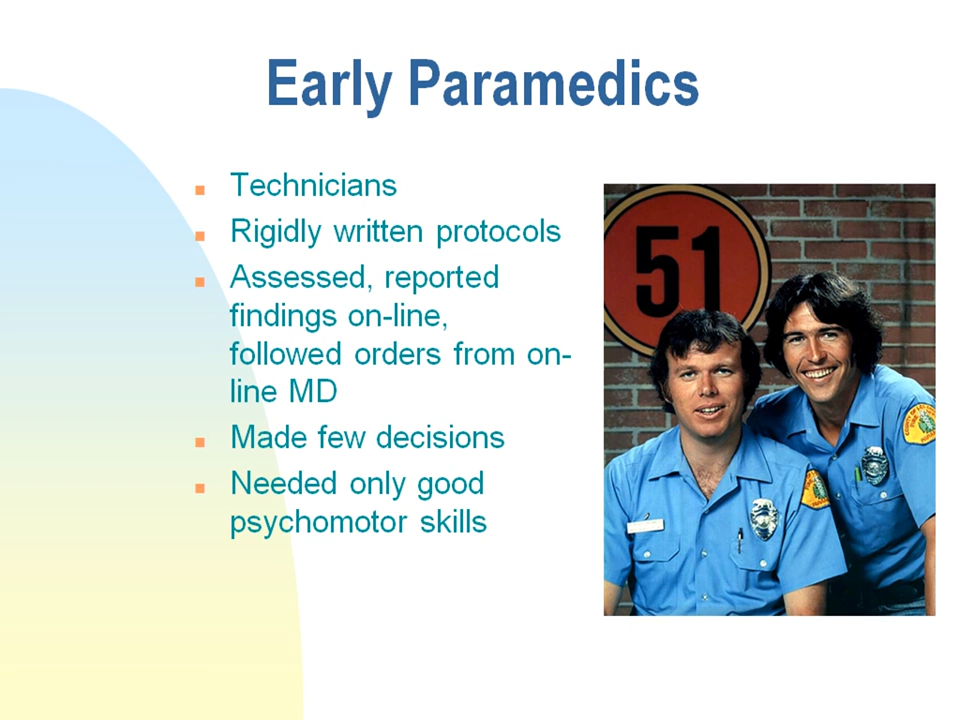 Early Paramedics
Technicians
Rigidly written protocols
Assessed, reported
findings on-line,
followed orders from on-
line MD
Made few decisions
Needed only good
psychomotor skills
51